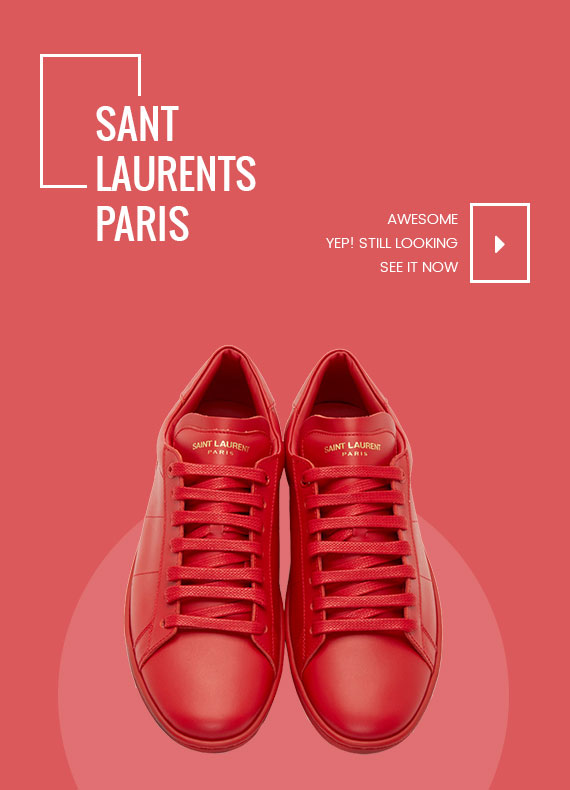 SANT
LAURENTS
PARIS
AWESOME
YEP! STILL LOOKING
SEE IT NOW
SAINT LAURENT
PARIS
SAINT LAURENT
PARIS